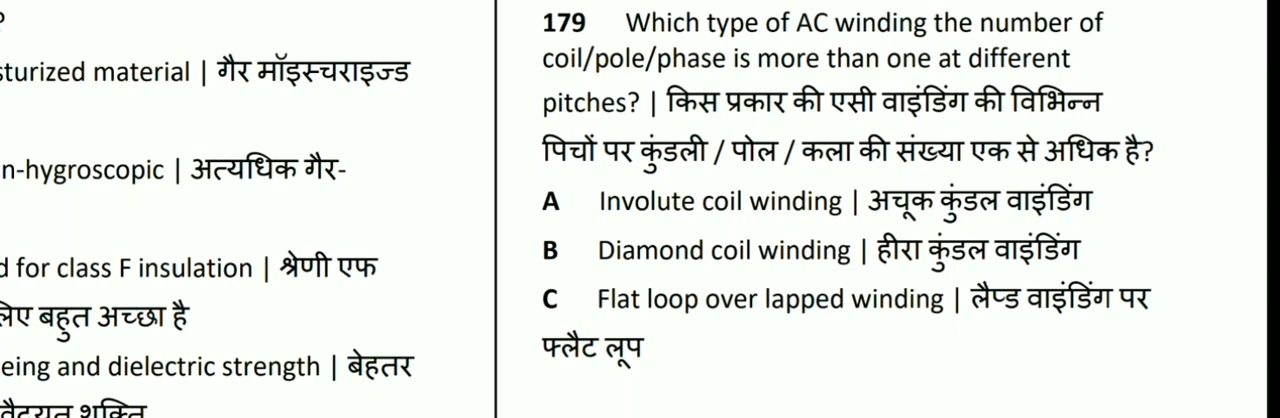 ?
sturized material | गैर मॉइस्चराइज्ड
n-hygroscopic | अत्यधिक गैर-
d for class F insulation | श्रेणी एफ
लिए बहुत अच्छा है
eing and dielectric strength | बेहतर
शक्ति
179 Which type of AC winding the number of
coil/pole/phase is more than one at different
pitches? | किस प्रकार की एसी वाइंडिंग की विभिन्न
पिचों पर कुंडली / पोल / कला की संख्या एक से अधिक है?
A Involute coil winding | अचूक कुंडल वाइंडिंग
B Diamond coil winding | हीरा कुंडल वाइंडिंग
C Flat loop over lapped winding | लैप्ड वाइंडिंग पर
फ्लैट लूप